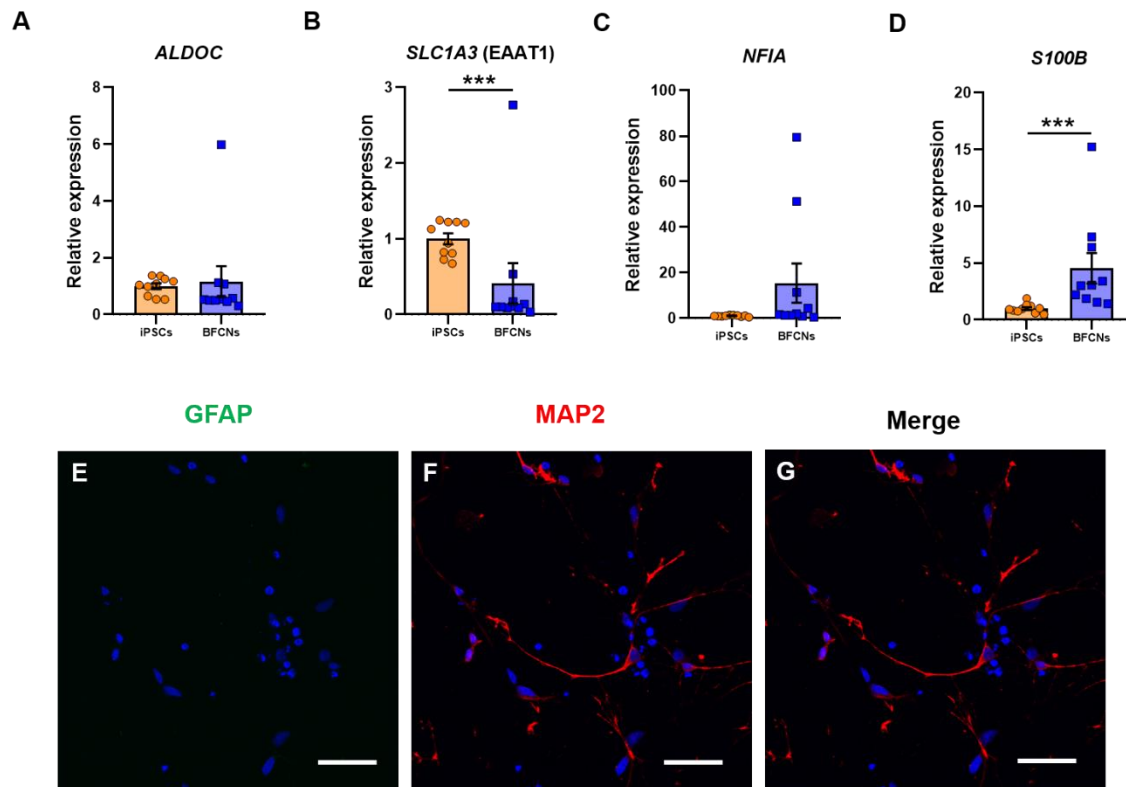 A
ALDOC
Relative expression
8
6
4
2
0
iPSCs
BFCNs
B
SLC1A3 (EAAT1)
Relative expression
3
2
1
0
***
iPSCs
BFCNs
C
NFIA
Relative expression
100
80
60
40
20
0
iPSCs
BFCNs
D
S100B
Relative expression
20
15
10
5
0
***
iPSCs
BFCNs
GFAP
MAP2
Merge
E
F
G